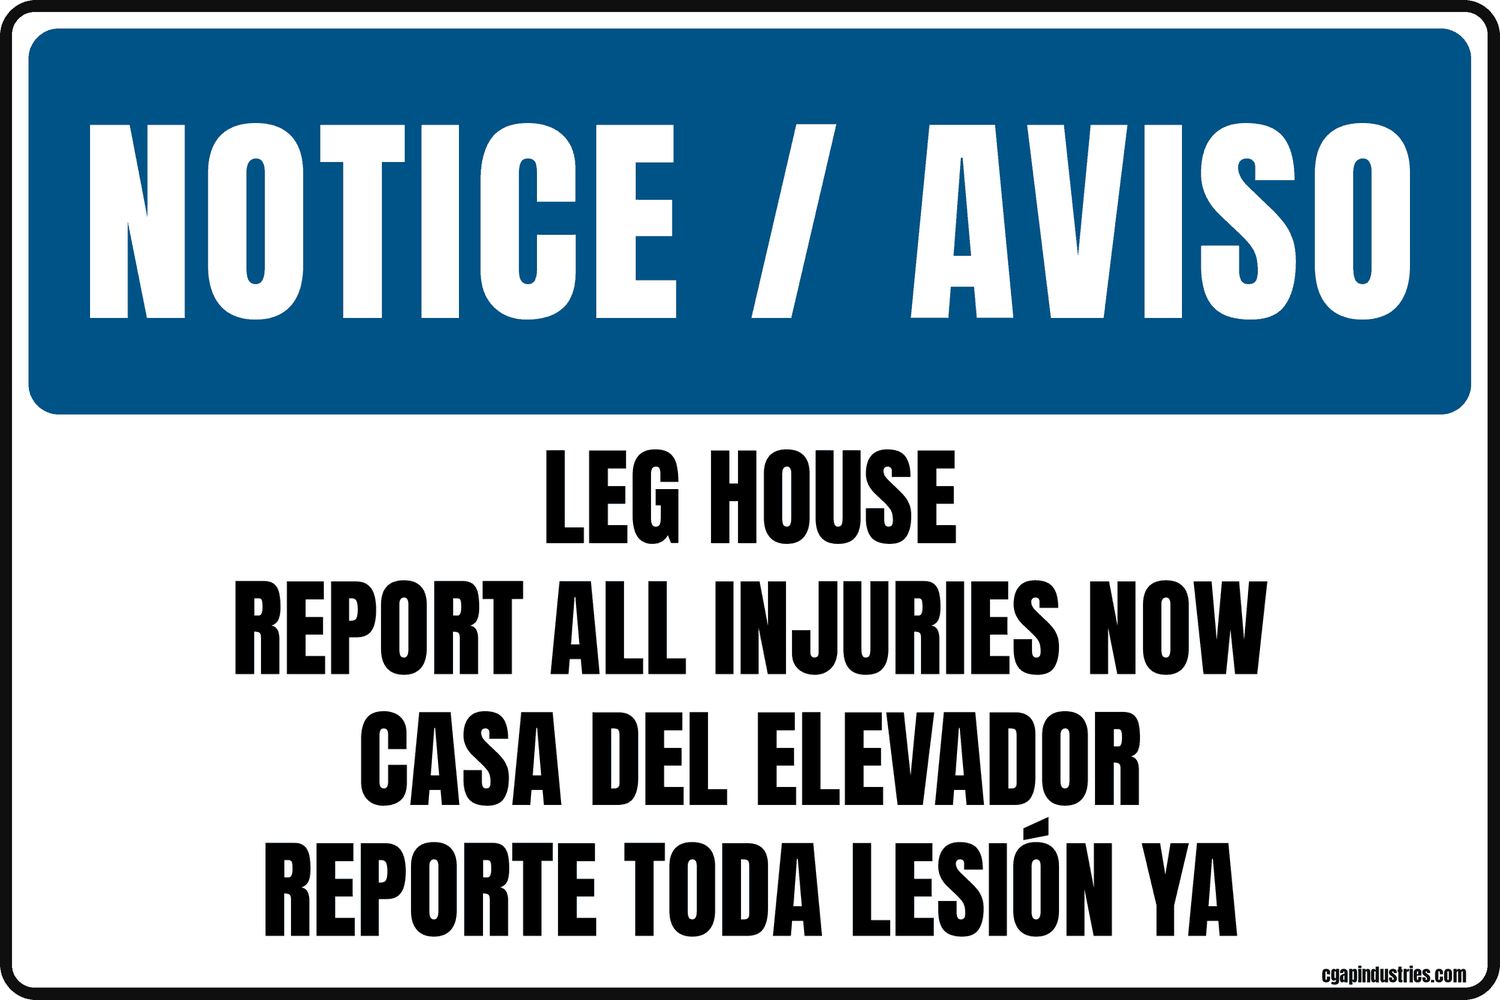 NOTICE / AVISO
LEG HOUSE
REPORT ALL INJURIES NOW
CASA DEL ELEVADOR
REPORTE TODA LESIÓN YA
cgapindustries.com